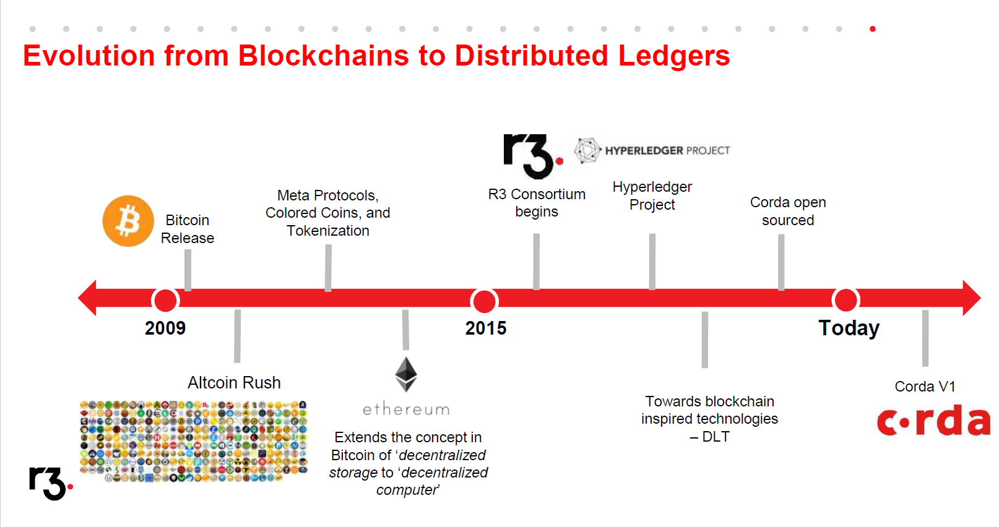 Evolution from Blockchains to Distributed Ledgers
r3.
HYPERLEDGER PROJECT
Bitcoin
Release
Meta Protocols,
Colored Coins, and
Tokenization
R3 Consortium
begins
Hyperledger
Project
Corda open
sourced
2009
2015
Today
Altcoin Rush
ethereum
Extends the concept in
Bitcoin of ‘decentralized
storage to ‘decentralized
computer’
Towards blockchain
inspired technologies
– DLT
Corda V1
c·rda
r3.